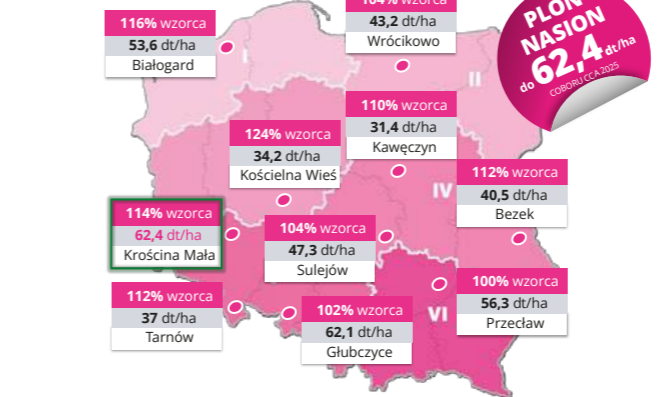 116% wzorca
53,6 dt/ha
Białogard
104% wzorca
43,2 dt/ha
Wrócikowo
PLON
NASION
do 62,4 dt/ha
COBORU CCA 2025
I
II
110% wzorca
31,4 dt/ha
Kawęczyn
124% wzorca
34,2 dt/ha
Kościelna Wieś
IV
112% wzorca
40,5 dt/ha
Bezek
114% wzorca
62,4 dt/ha
Krościna Mała
104% wzorca
47,3 dt/ha
Sulejów
112% wzorca
37 dt/ha
Tarnów
102% wzorca
62,1 dt/ha
Głubczyce
VI
100% wzorca
56,3 dt/ha
Przecław